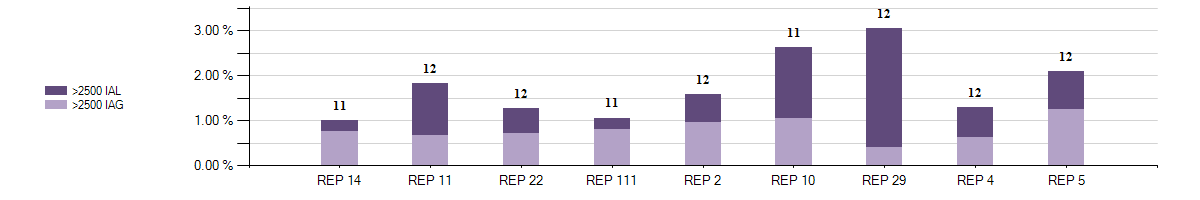 3.00 %
2.00 %
1.00 %
0.00 %
>2500 IAL
>2500 IAG
11
12
12
11
12
11
12
12
12
REP 14
REP 11
REP 22
REP 111
REP 2
REP 10
REP 29
REP 4
REP 5